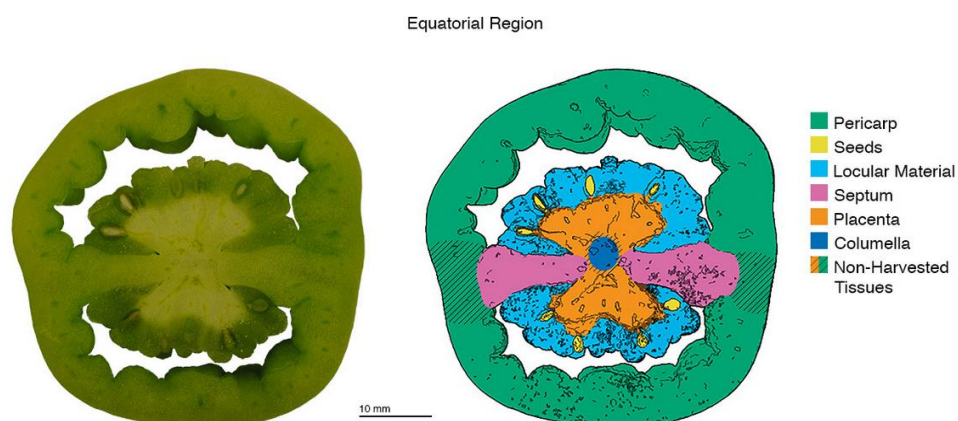 Equatorial Region
Pericarp
Seeds
Locular Material
Septum
Placenta
Columella
Non-Harvested
Tissues
10 mm